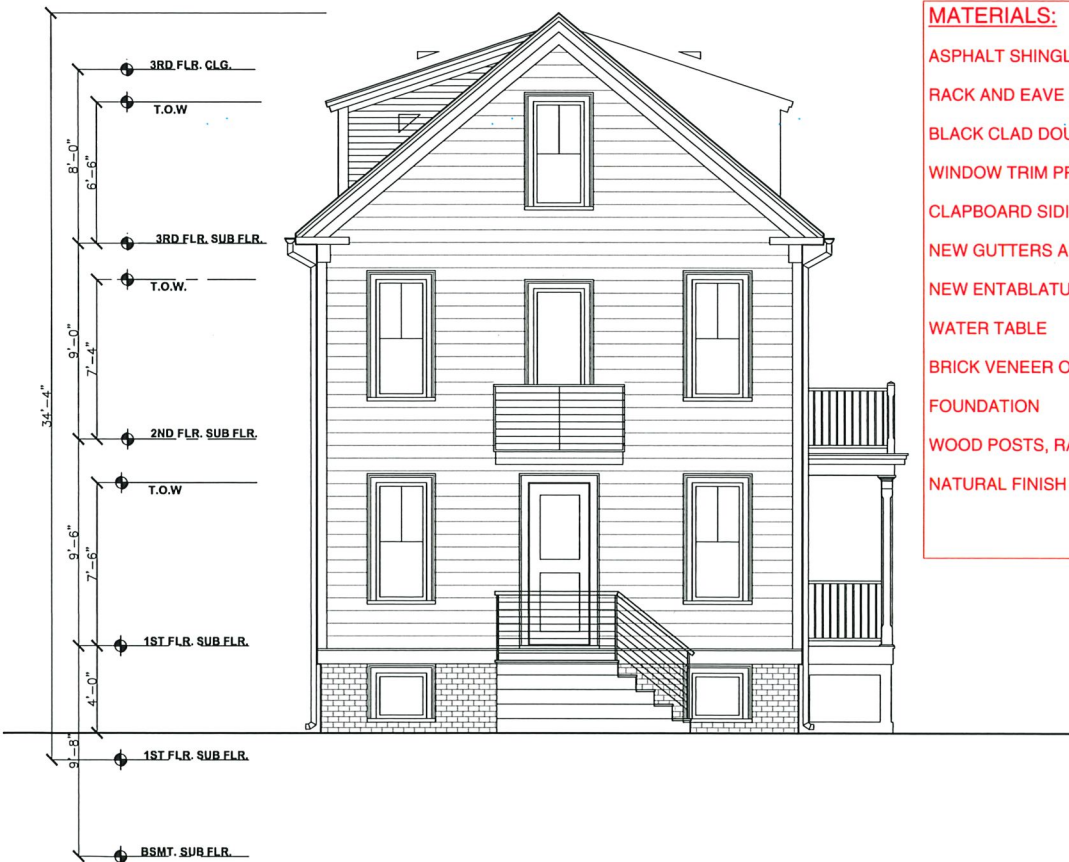 MATERIALS:
ASPHALT SHINGL
RACK AND EAVE
BLACK CLAD DOU
WINDOW TRIM PR
CLAPBOARD SIDI
NEW GUTTERS A
NEW ENTABLATU
WATER TABLE
BRICK VENEER O
FOUNDATION
WOOD POSTS, RA
NATURAL FINISH
3RD FLR. CLG.
T.O.W
8'-0"
6'-6"
3RD FLR. SUB FLR.
T.O.W.
9'-0"
7'-4"
34'-4"
2ND FLR. SUB FLR.
T.O.W
9'-6"
7'-6"
1ST FLR. SUB FLR.
4'-0"
9'-8"
1ST FLR. SUB FLR.
BSMT. SUB FLR.